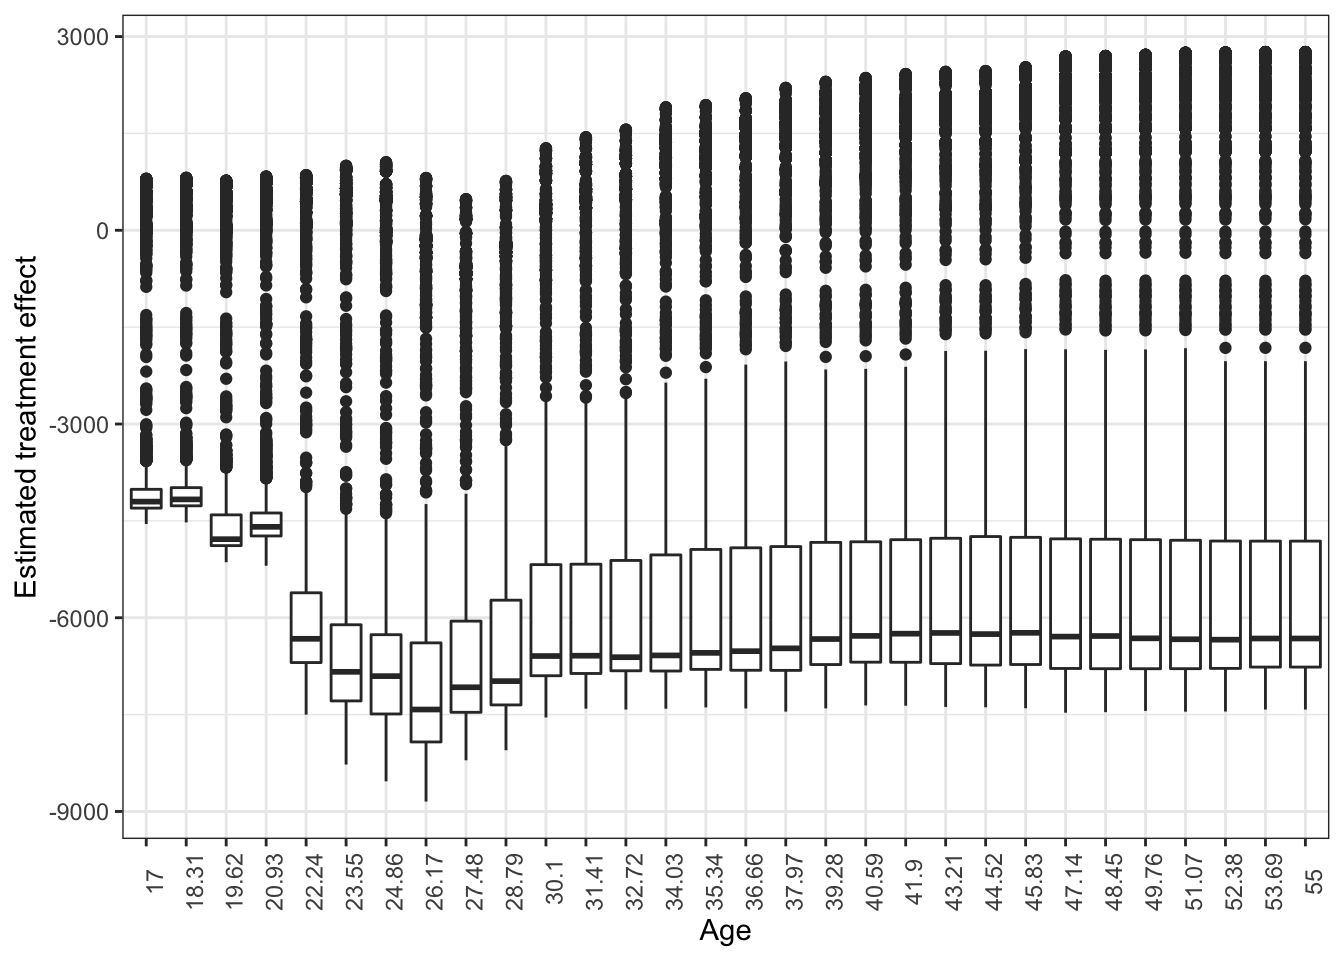 Estimated treatment effect
3000
0
-3000
-6000
-9000
17 18.31 19.62 20.93 22.24 23.55 24.86 26.17 27.48 28.79 30.1 31.41 32.72 34.03 35.34 36.66 37.97 39.28 40.59 41.9 43.21 44.52 45.83 47.14 48.45 49.76 51.07 52.38 53.69 55
Age